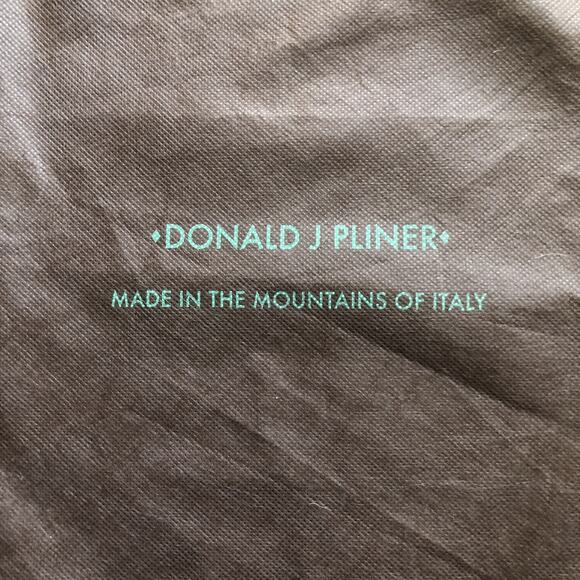 ♦DONALD J PLINER♦
MADE IN THE MOUNTAINS OF ITALY